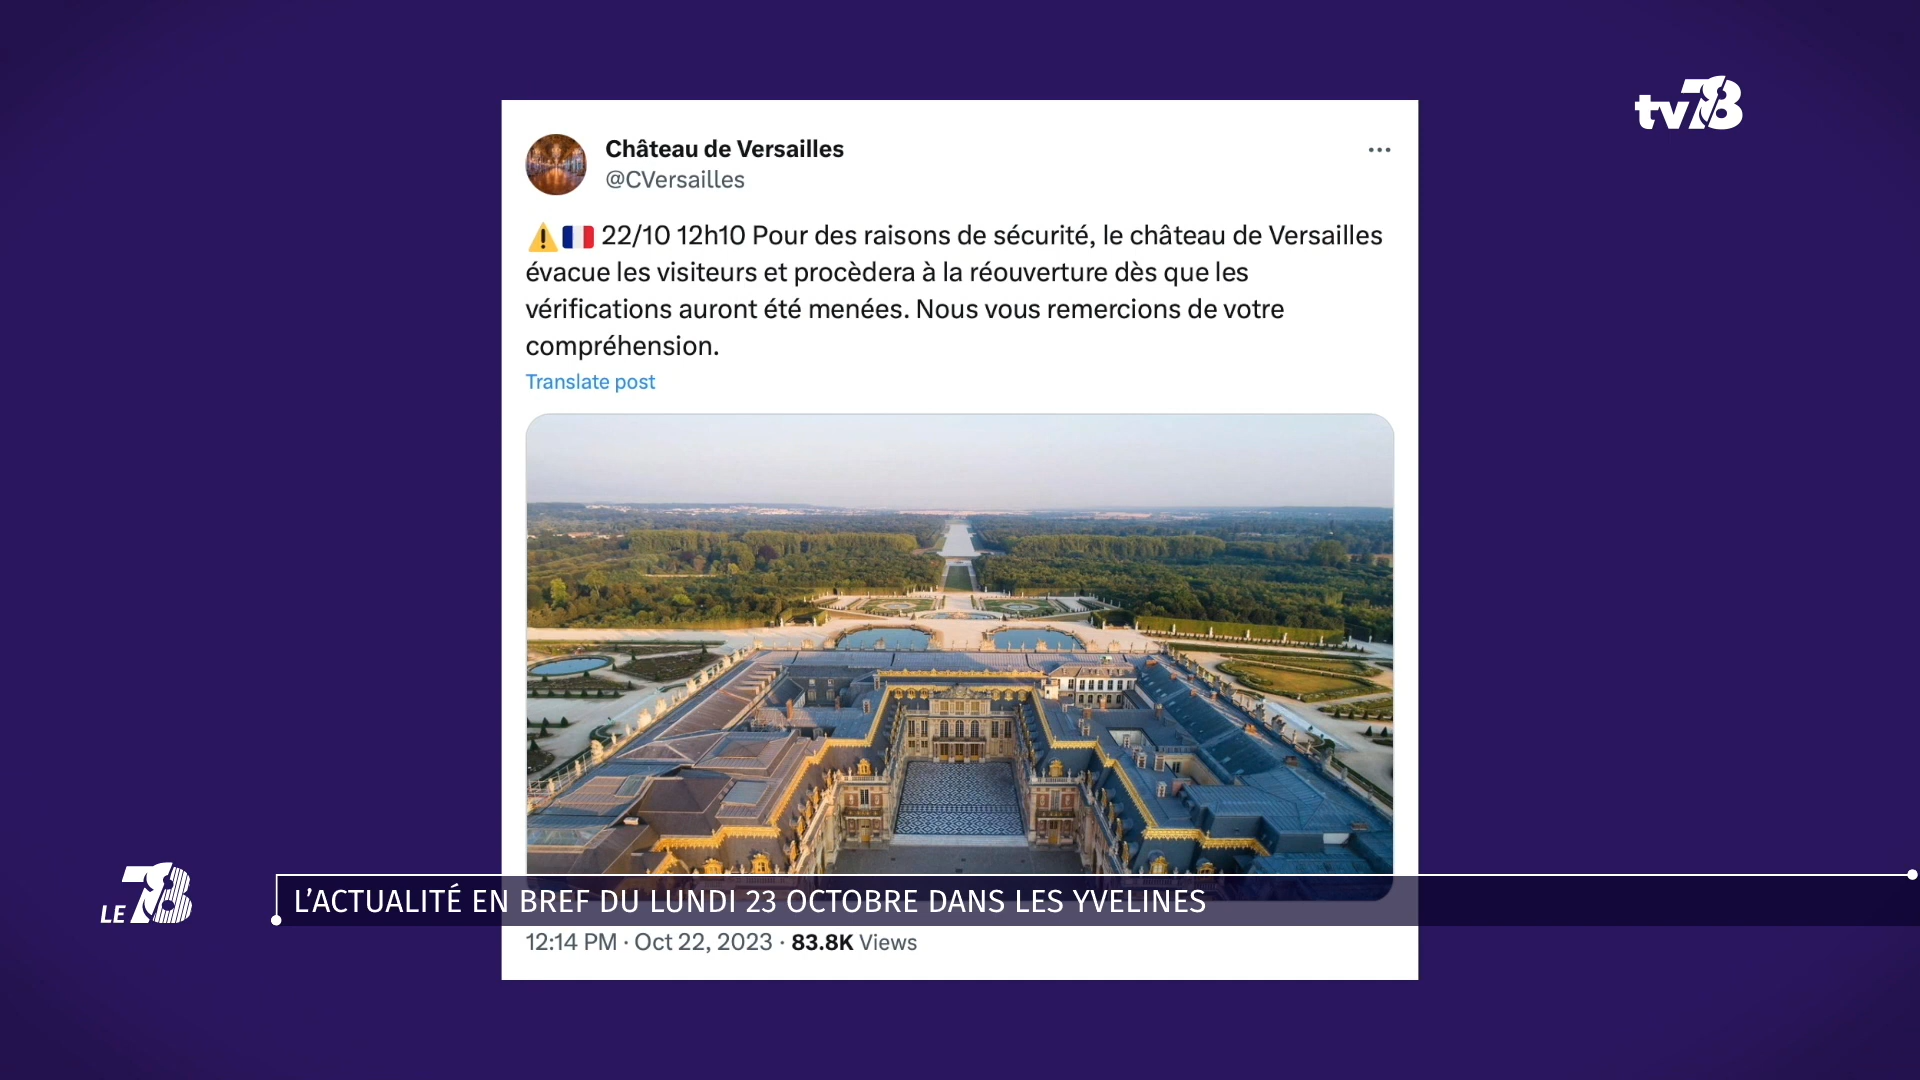 tv78
Château de Versailles
@CVersailles
⚠️🇫🇷 22/10 12h10 Pour des raisons de sécurité, le château de Versailles
évacue les visiteurs et procèdera à la réouverture dès que les
vérifications auront été menées. Nous vous remercions de votre
compréhension.
Translate post
LE 78
L’ACTUALITÉ EN BREF DU LUNDI 23 OCTOBRE DANS LES YVELINES
12:14 PM · Oct 22, 2023 · 83.8K Views